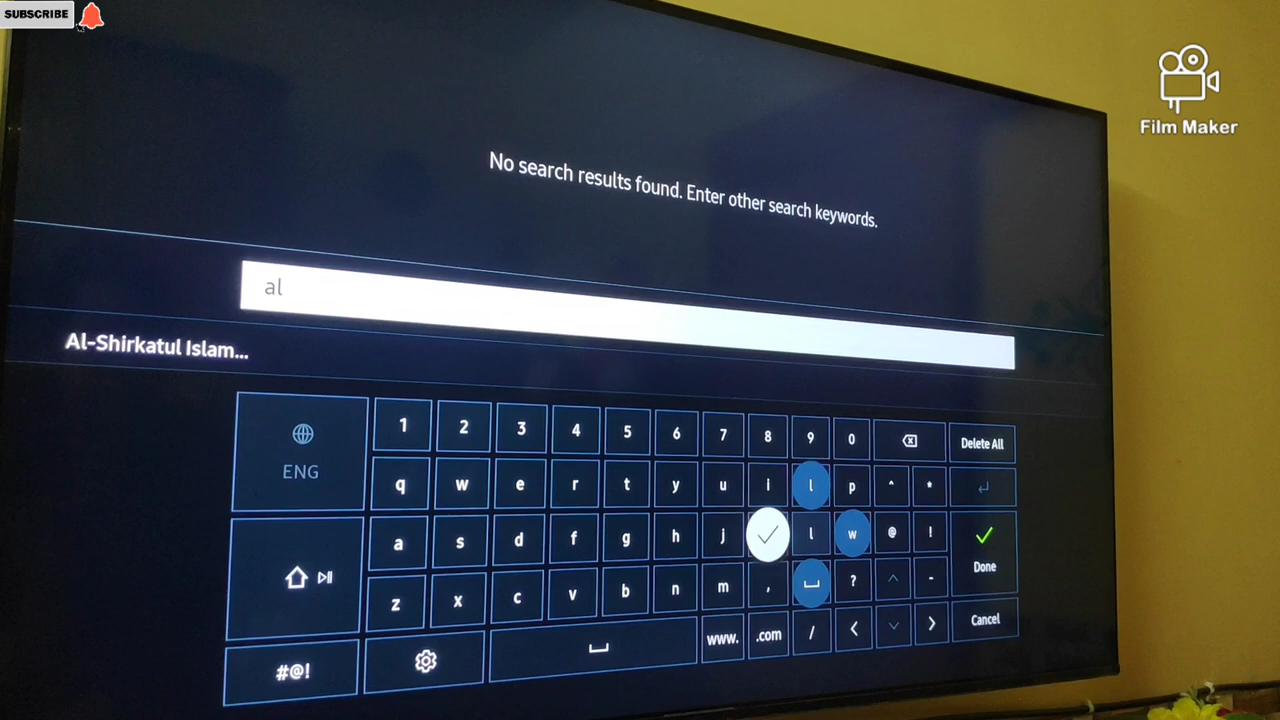 SUBSCRIBE
Film Maker
No search results found. Enter other search keywords.
al
Al-Shirkatul Islam...
ENG 1 2 3 4 5 6 7 8 9 0 Delete All
q w e r t y u i l p ^ *
a s d f g h j l w @ ! Done
z x c v b n m , ? -
#@! www. .com / < > Cancel